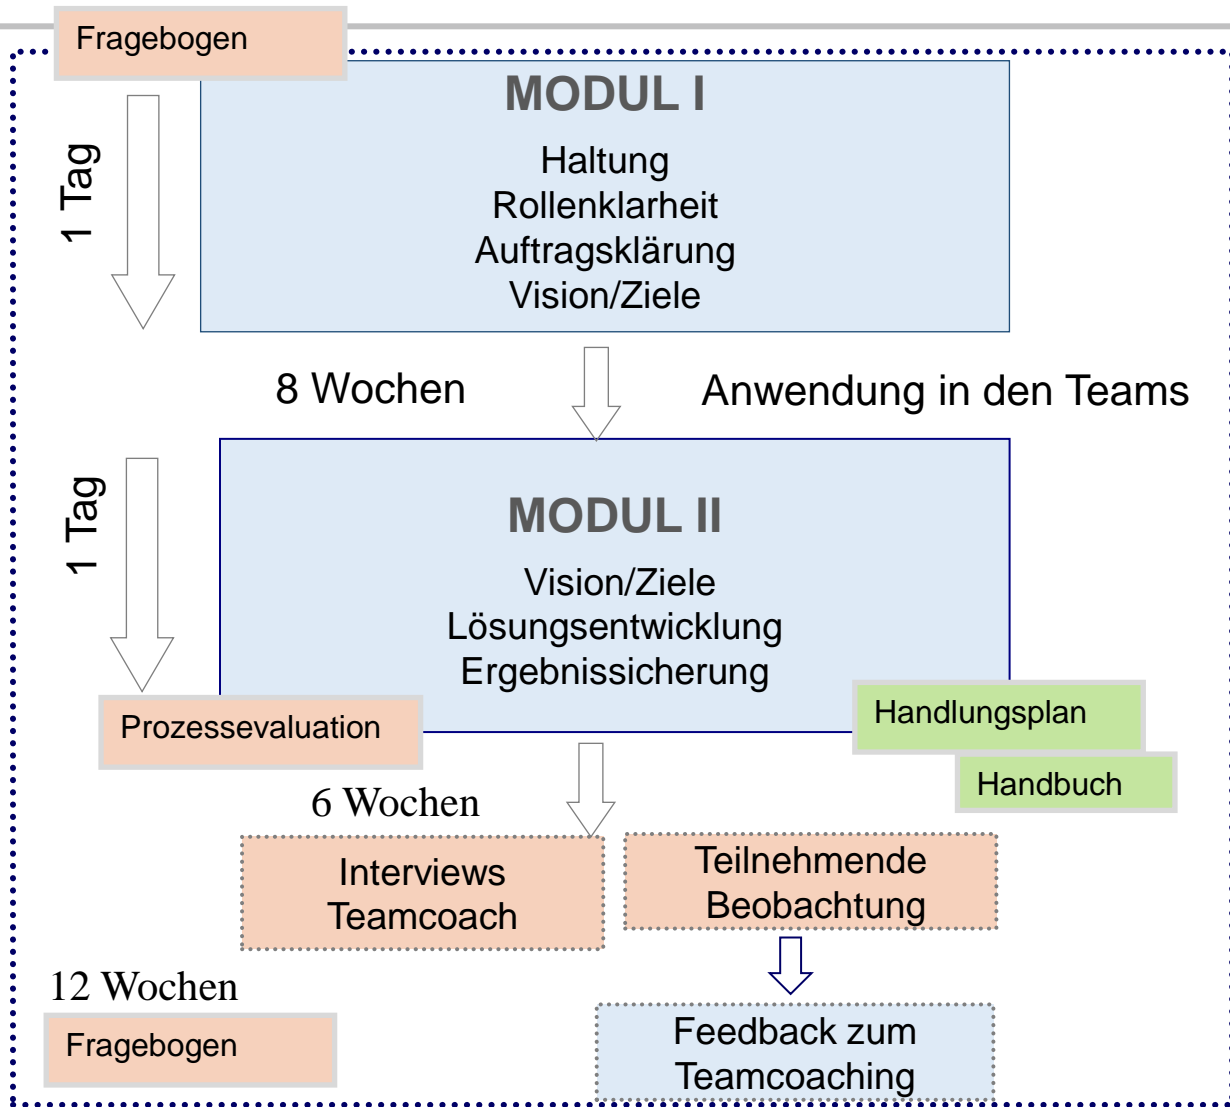 Fragebogen
MODUL I
1 Tag
Haltung
Rollenklarheit
Auftragsklärung
Vision/Ziele
8 Wochen
Anwendung in den Teams
1 Tag
MODUL II
Vision/Ziele
Lösungsentwicklung
Ergebnissicherung
Prozessevaluation
Handlungsplan
Handbuch
6 Wochen
Interviews
Teamcoach
Teilnehmende
Beobachtung
12 Wochen
Fragebogen
Feedback zum
Teamcoaching